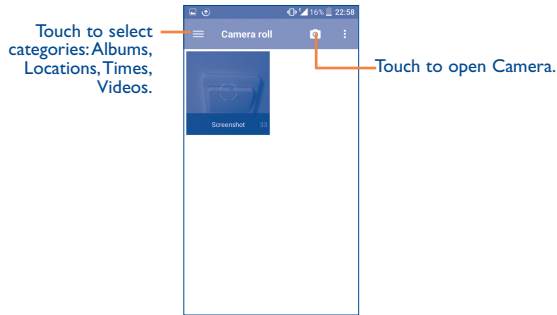 16% 22:58
Touch to select
categories: Albums,
Locations, Times,
Videos.
Camera roll
Touch to open Camera.
Screenshot 33